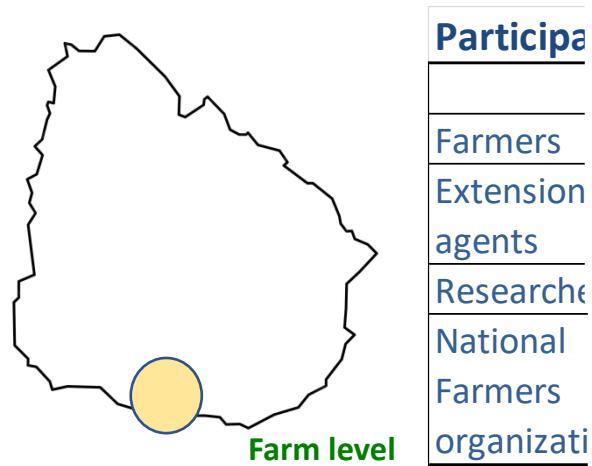 Participa
Farmers
Extension
agents
Researche
National
Farmers
organizati
Farm level